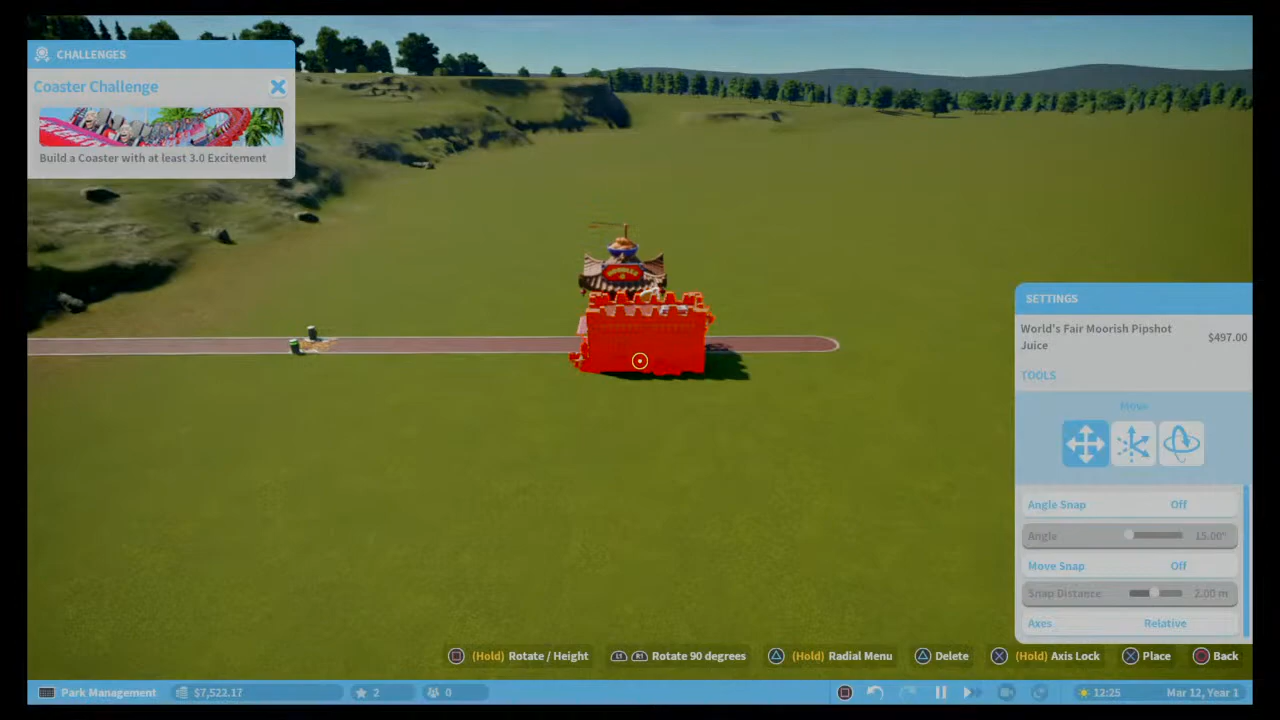 CHALLENGES
Coaster Challenge
Build a Coaster with at least 3.0 Excitement
SETTINGS
World's Fair Moorish Pipshot
Juice
$497.00
TOOLS
Move
Angle Snap Off
Angle 15.00°
Move Snap Off
Snap Distance 2.00 m
Axes Relative
(Hold) Rotate / Height
L1 R1 Rotate 90 degrees
(Hold) Radial Menu
Delete
(Hold) Axis Lock
Place
Back
Park Management
$7,522.17
2
0
12:25
Mar 12, Year 1